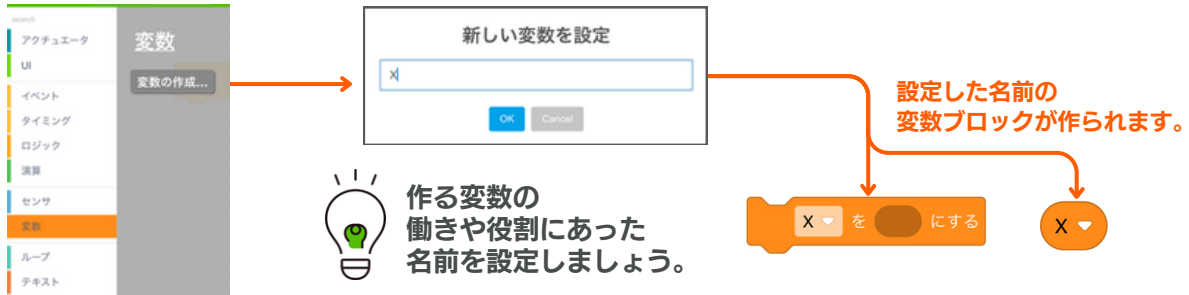 search
アクチュエータ
UI
イベント
タイミング
ロジック
演算
センサ
変数
ループ
テキスト
変数
変数の作成...
新しい変数を設定
X
OK
Cancel
作る変数の
働きや役割にあった
名前を設定しましょう。
設定した名前の
変数ブロックが作られます。
X を にする
X